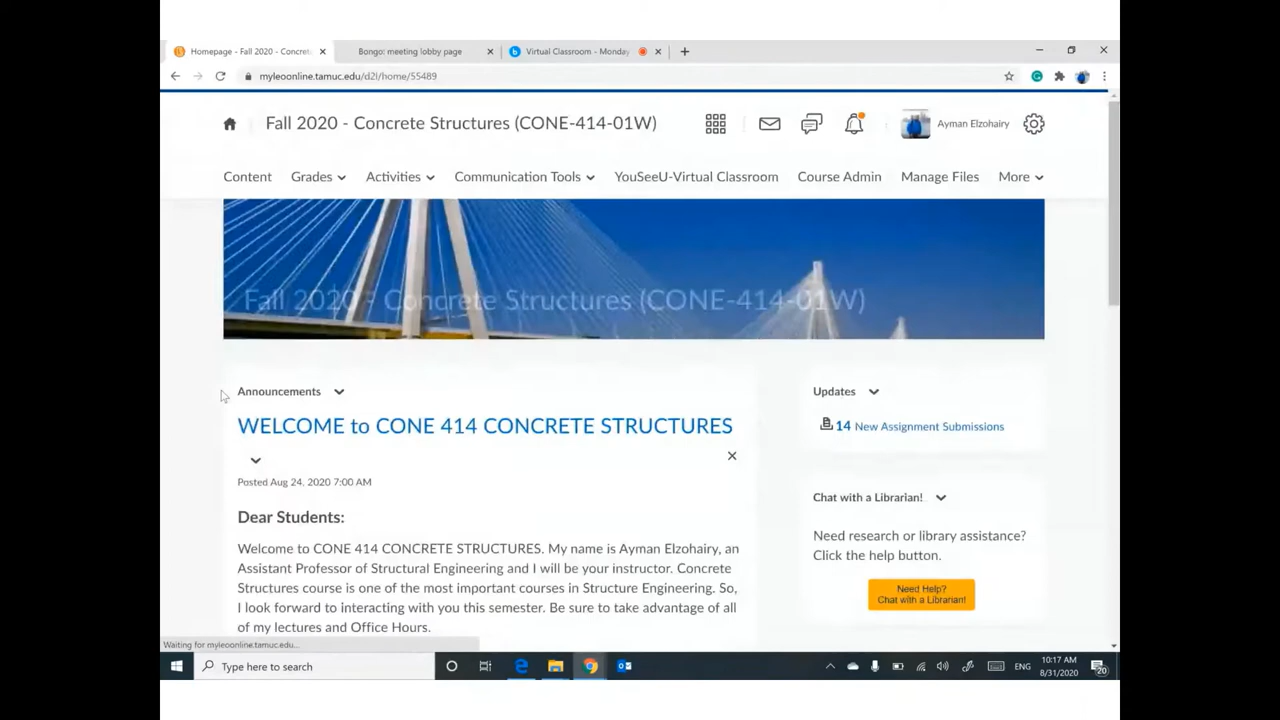 Homepage - Fall 2020 - Concret
Bongo: meeting lobby page
Virtual Classroom - Monday
myleoonline.tamuc.edu/d2l/home/55489
Fall 2020 - Concrete Structures (CONE-414-01W)
Ayman Elzohairy
Content
Grades
Activities
Communication Tools
YouSeeU-Virtual Classroom
Course Admin
Manage Files
More
Fall 2020 - Concrete Structures (CONE-414-01W)
Announcements
WELCOME to CONE 414 CONCRETE STRUCTURES
Posted Aug 24, 2020 7:00 AM
Dear Students:
Welcome to CONE 414 CONCRETE STRUCTURES. My name is Ayman Elzohairy, an
Assistant Professor of Structural Engineering and I will be your instructor. Concrete
Structures course is one of the most important courses in Structure Engineering. So,
I look forward to interacting with you this semester. Be sure to take advantage of all
of my lectures and Office Hours.
Updates
14 New Assignment Submissions
Chat with a Librarian!
Need research or library assistance?
Click the help button.
Need Help?
Chat with a Librarian!
Waiting for myleoonline.tamuc.edu...
Type here to search
ENG
10:17 AM
8/31/2020
20